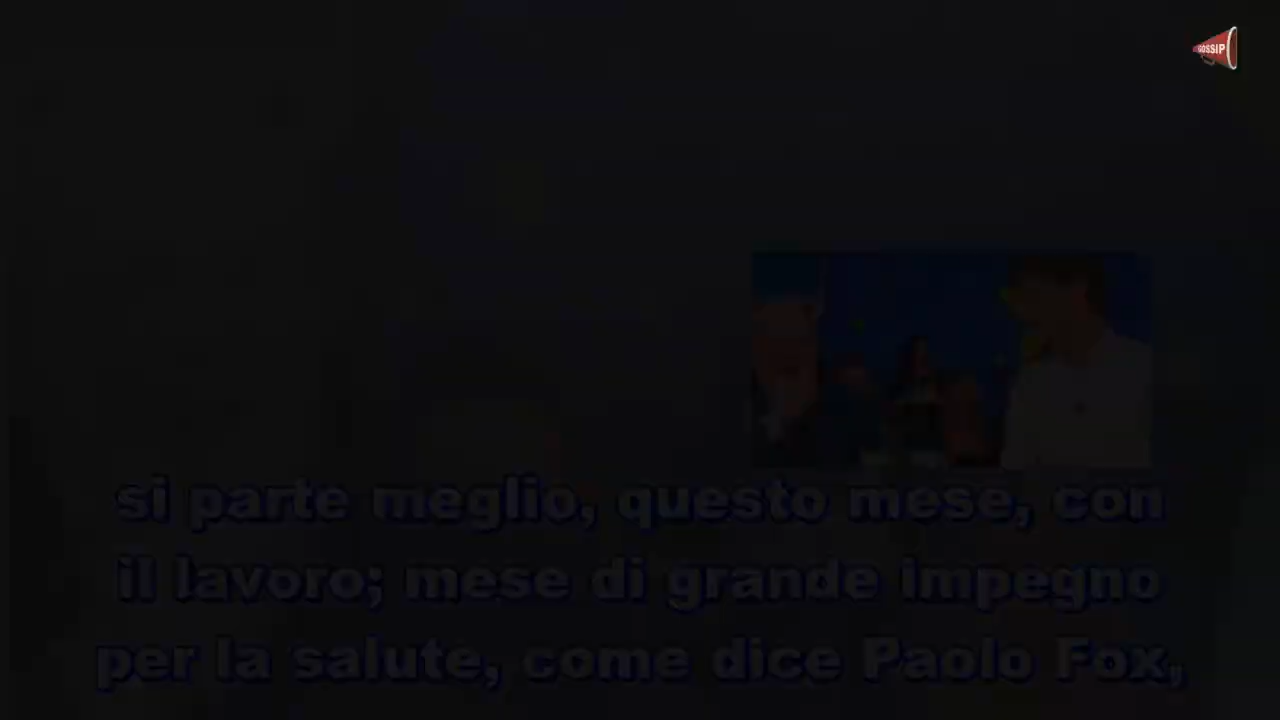 GOSSIP
si parte meglio, questo mese, con
il lavoro; mese di grande impegno
per la salute, come dice Paolo Fox,